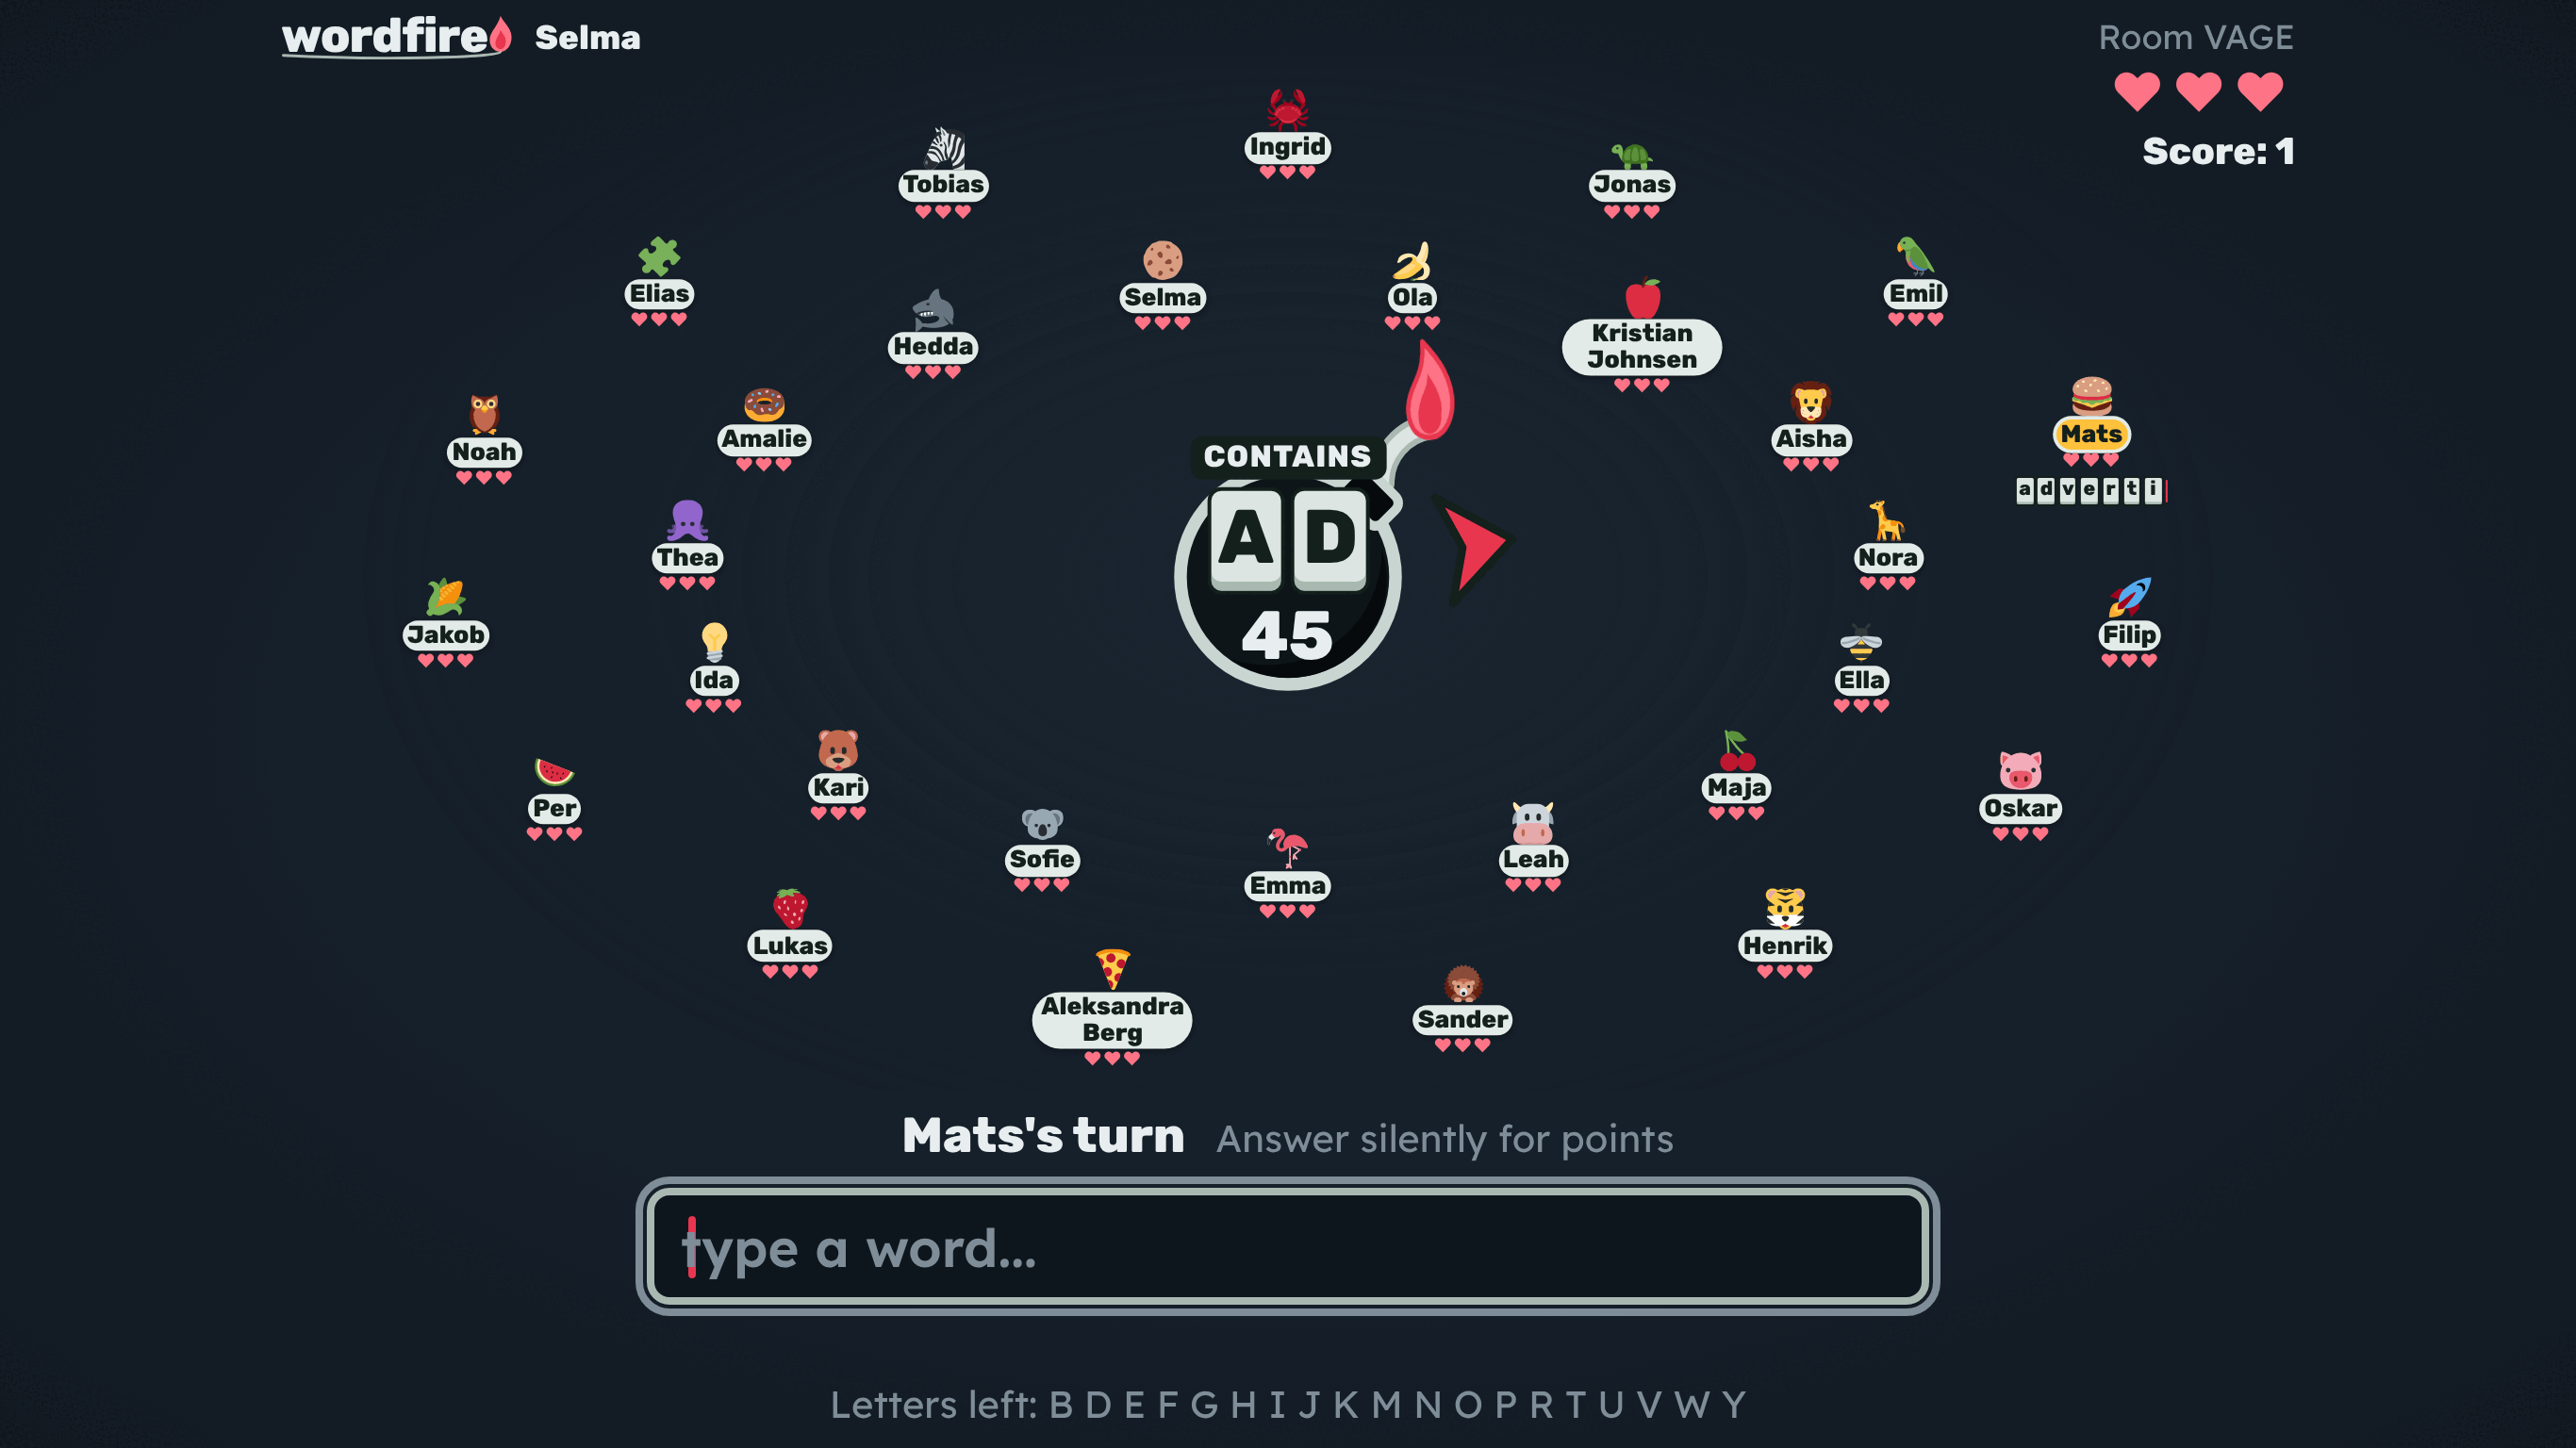 wordfire Selma
Room VAGE
Score: 1
Ingrid
Tobias
Jonas
Elias
Selma
Ola
Emil
Hedda
Kristian
Johnsen
Noah
Amalie
Aisha
Mats
adverti
CONTAINS
AD
45
Thea
Nora
Jakob
Filip
Ida
Ella
Per
Kari
Maja
Oskar
Sofie
Emma
Leah
Lukas
Henrik
Aleksandra
Berg
Sander
Mats's turn Answer silently for points
type a word...
Letters left: B D E F G H I J K M N O P R T U V W Y